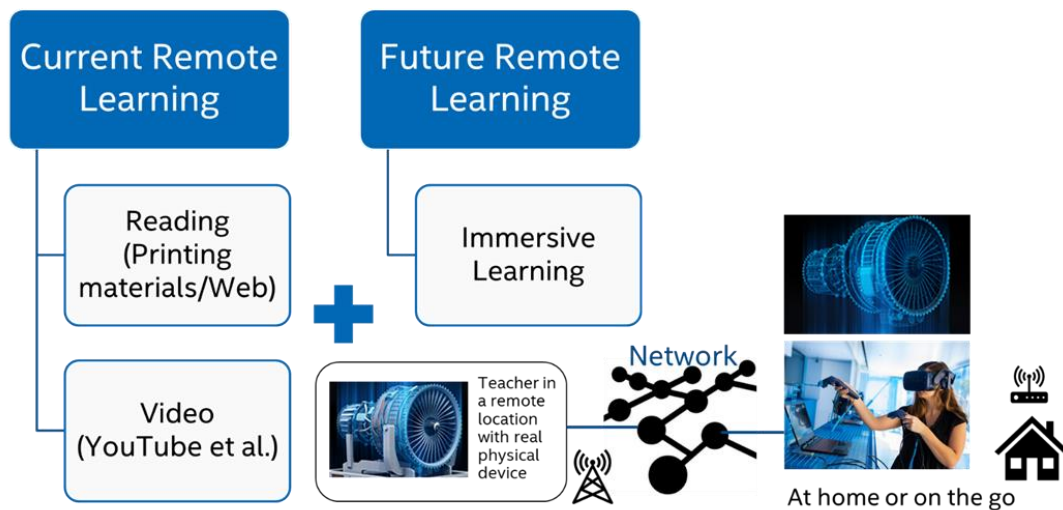 Current Remote
Learning
Future Remote
Learning
Reading
(Printing
materials/Web)
Immersive
Learning
Video
(YouTube et al.)
Teacher in
a remote
location
with real
physical
device
Network
At home or on the go